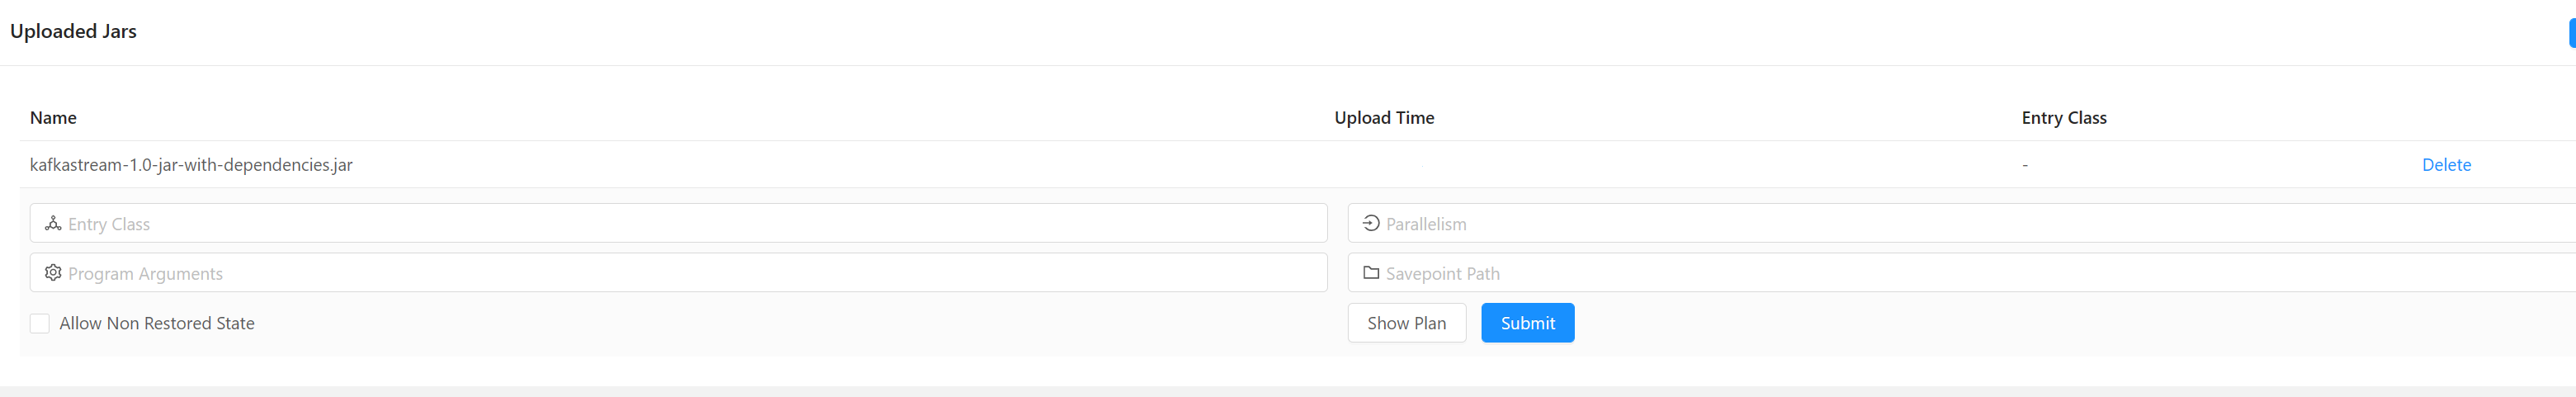 Uploaded Jars
Name Upload Time Entry Class
kafkastream-1.0-jar-with-dependencies.jar - Delete
Entry Class Parallelism
Program Arguments Savepoint Path
Allow Non Restored State Show Plan Submit